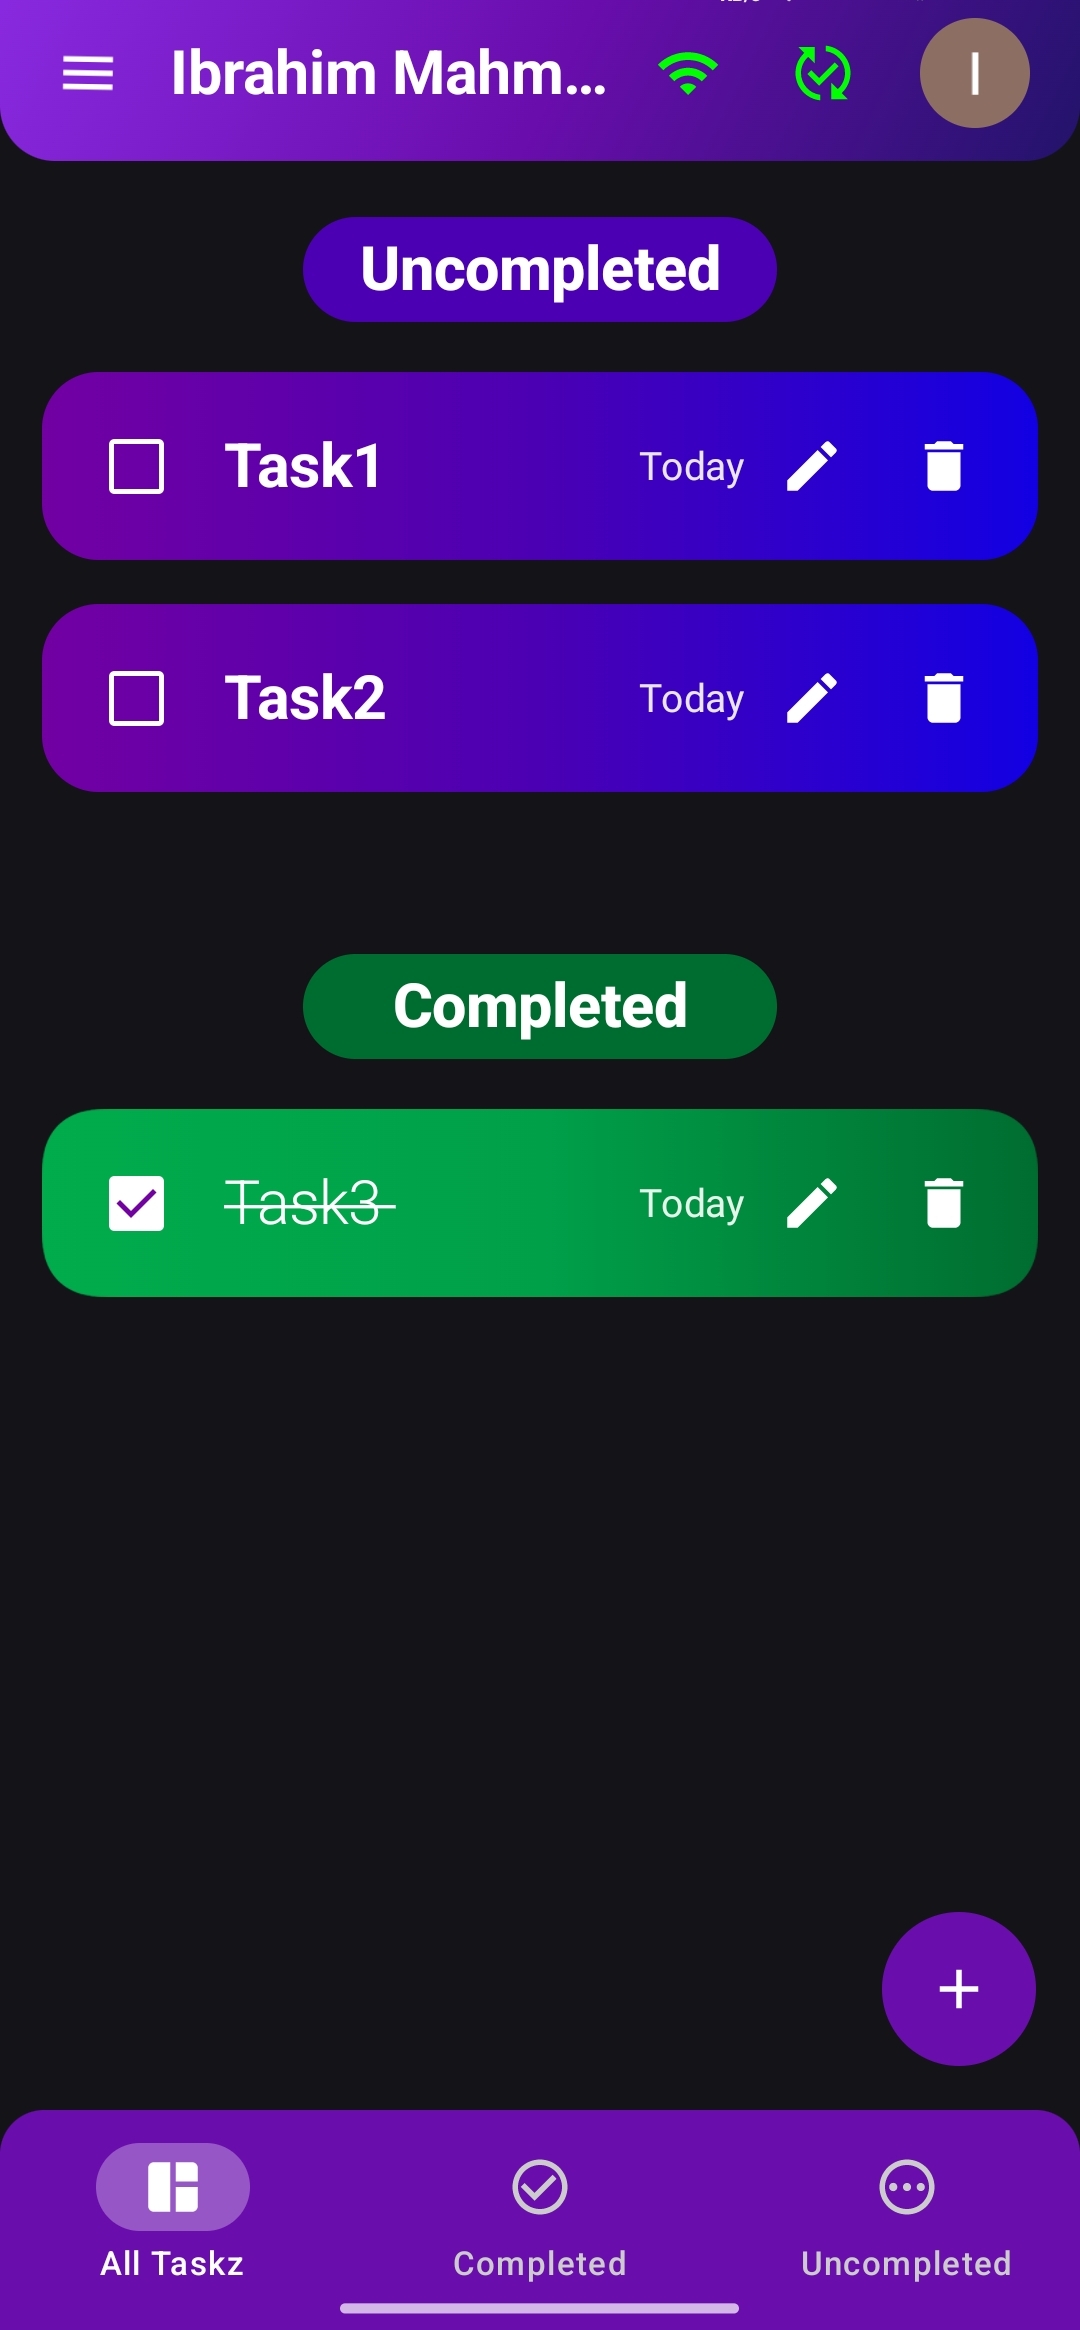 Ibrahim Mahm...
I
Uncompleted
Task1 Today
Task2 Today
Completed
Task3 Today
All Taskz Completed Uncompleted